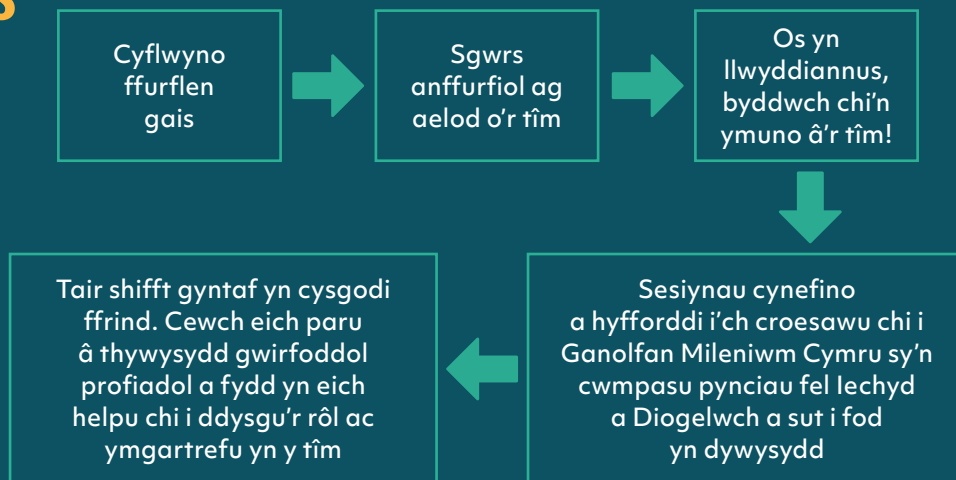 Cyflwyno
ffurflen
gais
Sgwrs
anffurfiol ag
aelod o'r tîm
Os yn
llwyddiannus,
byddwch chi'n
ymuno â'r tîm!
Sesiynau cynefino
a hyfforddi i'ch croesawu chi i
Ganolfan Mileniwm Cymru sy'n
cwmpasu pynciau fel Iechyd
a Diogelwch a sut i fod
yn dywysydd
Tair shifft gyntaf yn cysgodi
ffrind. Cewch eich paru
â thywysydd gwirfoddol
profiadol a fydd yn eich
helpu chi i ddysgu'r rôl ac
ymgartrefu yn y tîm